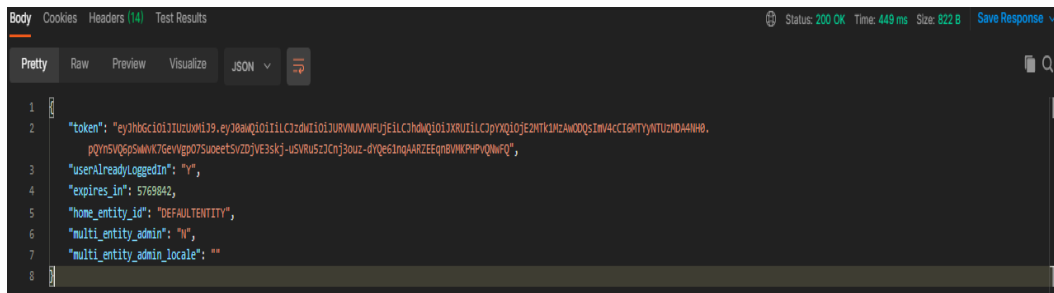 Body Cookies Headers (14) Test Results Status: 200 OK Time: 449 ms Size: 822 B Save Response
Pretty Raw Preview Visualize JSON
1 {
2 "token": "eyJhbGciOiJIUzUxMiJ9.eyJ0aWQiOiIiLCJzdWIiOiJURVNUVVNFUjEiLCJhdWQiOiJXRUIiLCJpYXQiOjE2MTk1MzAwODQsImV4cCI6MTYyNTUzMDA4NH0.
pQYn5VQ6pSwWvK7GevVgpO7SuoeetSvZDjVE3skj-uSVRuSzJCnj3ouz-dYQe61nqAARZEEqnBVMKPHPvQNwFQ",
3 "userAlreadyLoggedIn": "Y",
4 "expires_in": 5769842,
5 "home_entity_id": "DEFAULTENTITY",
6 "multi_entity_admin": "N",
7 "multi_entity_admin_locale": ""
8 }